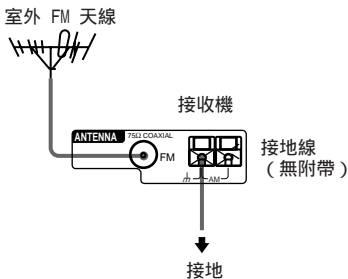 室外 FM 天線
接收機
ANTENNA 75Ω COAXIAL
FM
AM
接地線
（無附帶）
接地